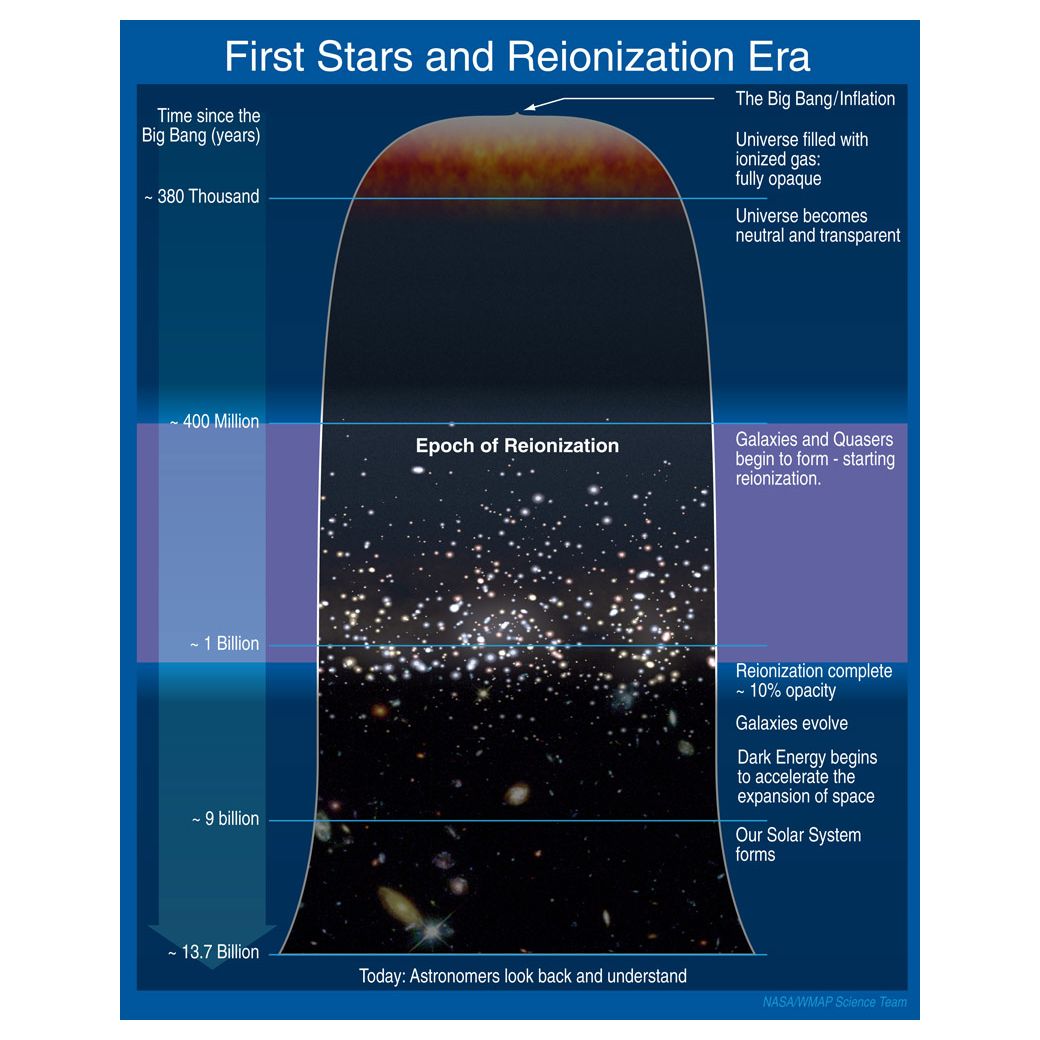 First Stars and Reionization Era
Time since the
Big Bang (years)
The Big Bang/Inflation
Universe filled with
ionized gas:
fully opaque
~ 380 Thousand
Universe becomes
neutral and transparent
~ 400 Million
Epoch of Reionization
Galaxies and Quasers
begin to form - starting
reionization.
~ 1 Billion
Reionization complete
~ 10% opacity
Galaxies evolve
Dark Energy begins
to accelerate the
expansion of space
~ 9 billion
Our Solar System
forms
~ 13.7 Billion
Today: Astronomers look back and understand
NASA/WMAP Science Team